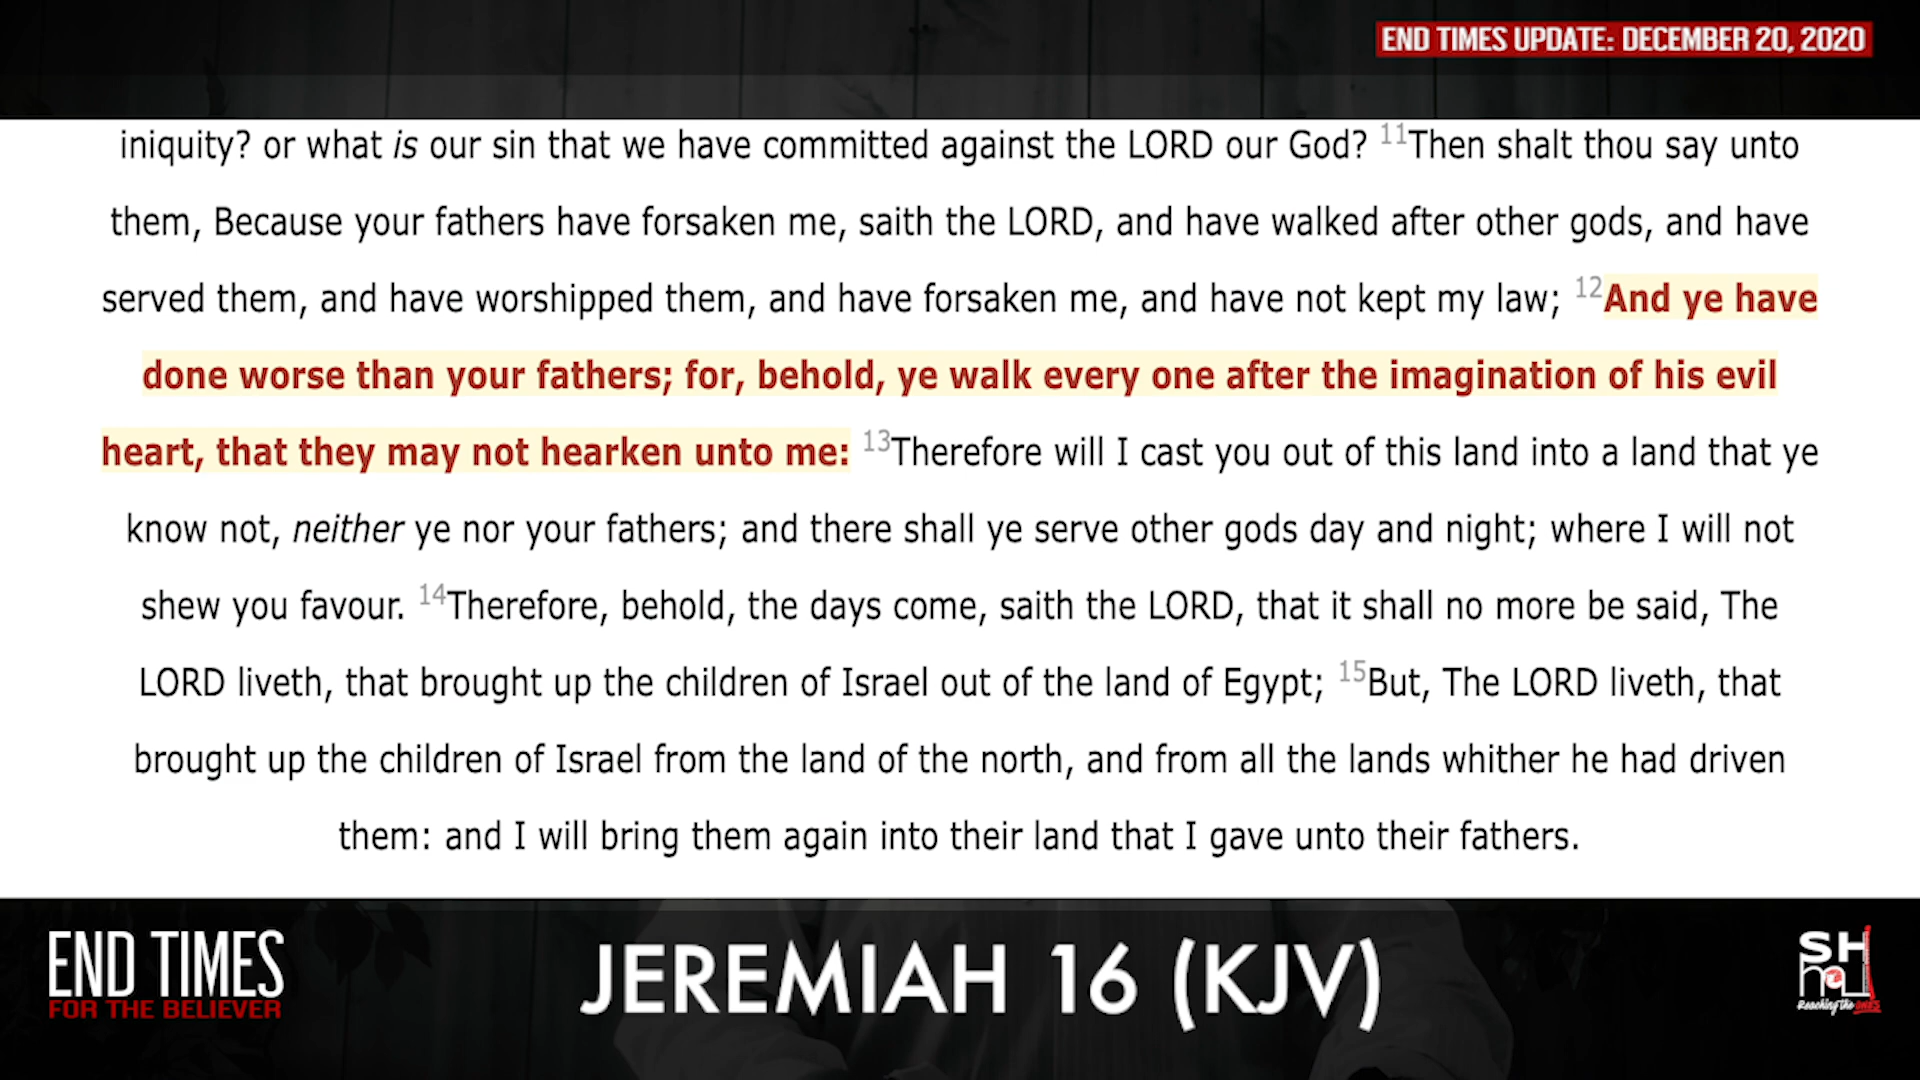 END TIMES UPDATE: DECEMBER 20, 2020
iniquity? or what is our sin that we have committed against the LORD our God? 11Then shalt thou say unto
them, Because your fathers have forsaken me, saith the LORD, and have walked after other gods, and have
served them, and have worshipped them, and have forsaken me, and have not kept my law; 12And ye have
done worse than your fathers; for, behold, ye walk every one after the imagination of his evil
heart, that they may not hearken unto me: 13Therefore will I cast you out of this land into a land that ye
know not, neither ye nor your fathers; and there shall ye serve other gods day and night; where I will not
shew you favour. 14Therefore, behold, the days come, saith the LORD, that it shall no more be said, The
LORD liveth, that brought up the children of Israel out of the land of Egypt; 15But, The LORD liveth, that
brought up the children of Israel from the land of the north, and from all the lands whither he had driven
them: and I will bring them again into their land that I gave unto their fathers.
END TIMES
FOR THE BELIEVER
JEREMIAH 16 (KJV)
SH
Reaching the